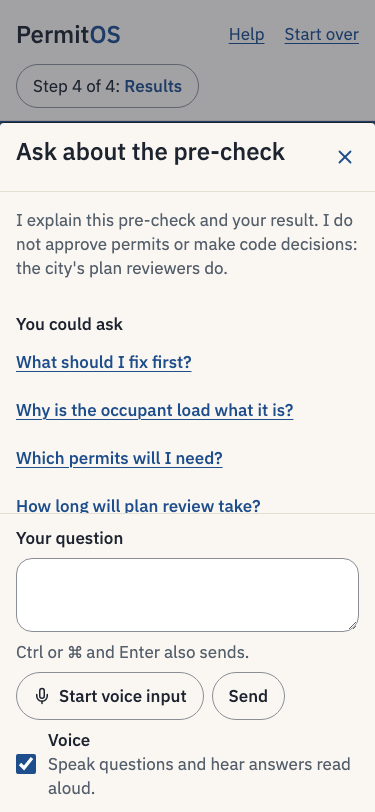 PermitOS
Help
Start over
Step 4 of 4: Results
Ask about the pre-check
I explain this pre-check and your result. I do
not approve permits or make code decisions:
the city's plan reviewers do.
You could ask
What should I fix first?
Why is the occupant load what it is?
Which permits will I need?
How long will plan review take?
Your question
Ctrl or ⌘ and Enter also sends.
Start voice input
Send
Voice
Speak questions and hear answers read
aloud.